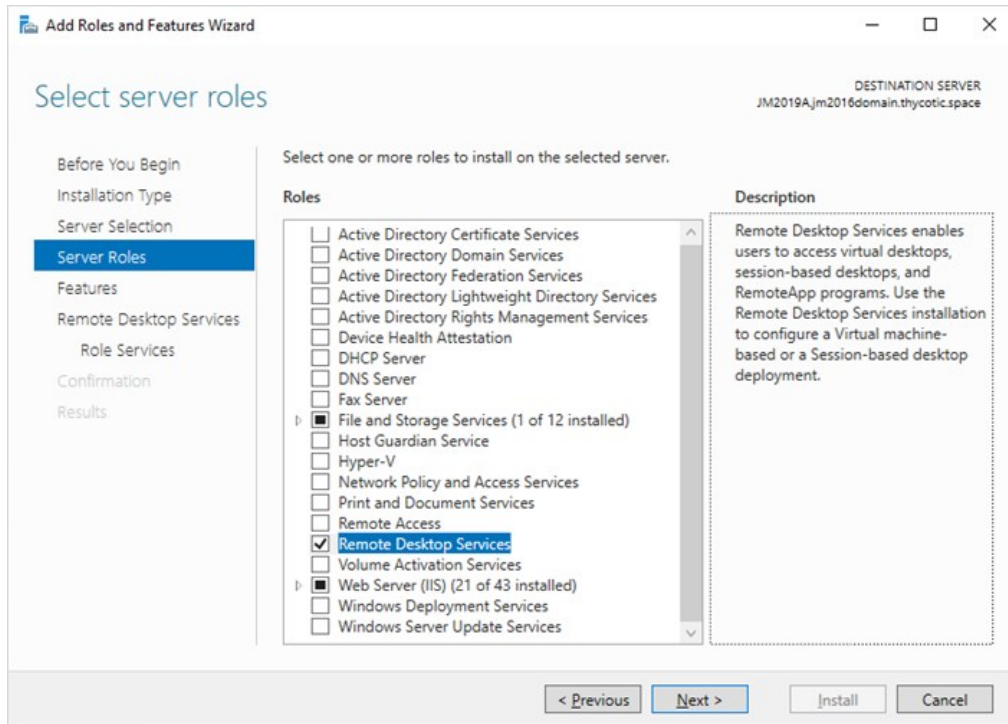 Add Roles and Features Wizard
Select server roles
DESTINATION SERVER
JM2019A.jm2016domain.thycotic.space
Before You Begin
Installation Type
Server Selection
Server Roles
Features
Remote Desktop Services
Role Services
Confirmation
Results
Select one or more roles to install on the selected server.
Roles
Active Directory Certificate Services
Active Directory Domain Services
Active Directory Federation Services
Active Directory Lightweight Directory Services
Active Directory Rights Management Services
Device Health Attestation
DHCP Server
DNS Server
Fax Server
File and Storage Services (1 of 12 installed)
Host Guardian Service
Hyper-V
Network Policy and Access Services
Print and Document Services
Remote Access
Remote Desktop Services
Volume Activation Services
Web Server (IIS) (21 of 43 installed)
Windows Deployment Services
Windows Server Update Services
Description
Remote Desktop Services enables
users to access virtual desktops,
session-based desktops, and
RemoteApp programs. Use the
Remote Desktop Services installation
to configure a Virtual machine-
based or a Session-based desktop
deployment.
< Previous
Next >
Install
Cancel